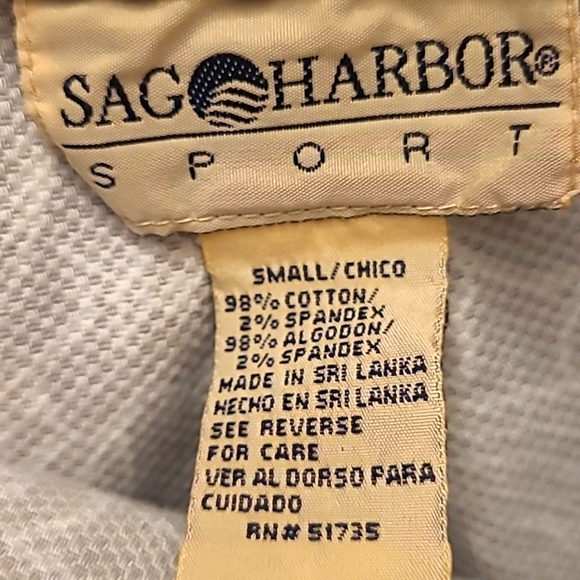 SAG HARBOR®
SPORT
SMALL/CHICO
98% COTTON/
2% SPANDEX
98% ALGODON/
2% SPANDEX
MADE IN SRI LANKA
HECHO EN SRI LANKA
SEE REVERSE
FOR CARE
VER AL DORSO PARA
CUIDADO
RN# 51735